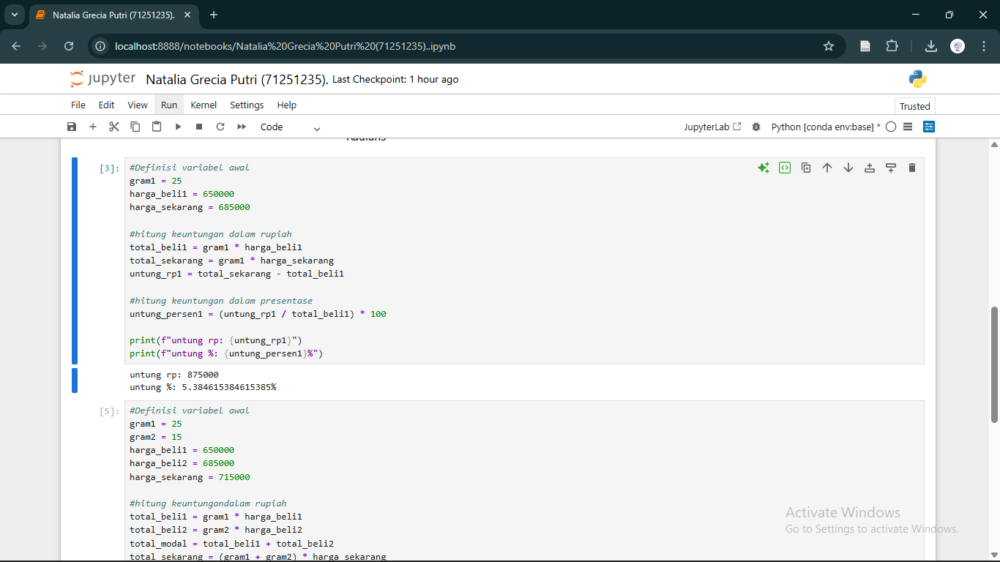 Natalia Grecia Putri (71251235).
localhost:8888/notebooks/Natalia%20Grecia%20Putri%20(71251235)..ipynb
jupyter Natalia Grecia Putri (71251235). Last Checkpoint: 1 hour ago
File Edit View Run Kernel Settings Help Trusted
Code JupyterLab Python [conda env:base] *
Radians
[3]: #Definisi variabel awal
gram1 = 25
harga_beli1 = 650000
harga_sekarang = 685000
#hitung keuntungan dalam rupiah
total_beli1 = gram1 * harga_beli1
total_sekarang = gram1 * harga_sekarang
untung_rp1 = total_sekarang - total_beli1
#hitung keuntungan dalam presentase
untung_persen1 = (untung_rp1 / total_beli1) * 100
print(f"untung rp: {untung_rp1}")
print(f"untung %: {untung_persen1}%")
untung rp: 875000
untung %: 5.384615384615385%
[5]: #Definisi variabel awal
gram1 = 25
gram2 = 15
harga_beli1 = 650000
harga_beli2 = 685000
harga_sekarang = 715000
#hitung keuntungandalam rupiah
total_beli1 = gram1 * harga_beli1
total_beli2 = gram2 * harga_beli2
total_modal = total_beli1 + total_beli2
total_sekarang = (gram1 + gram2) * harga_sekarang
Activate Windows
Go to Settings to activate Windows.